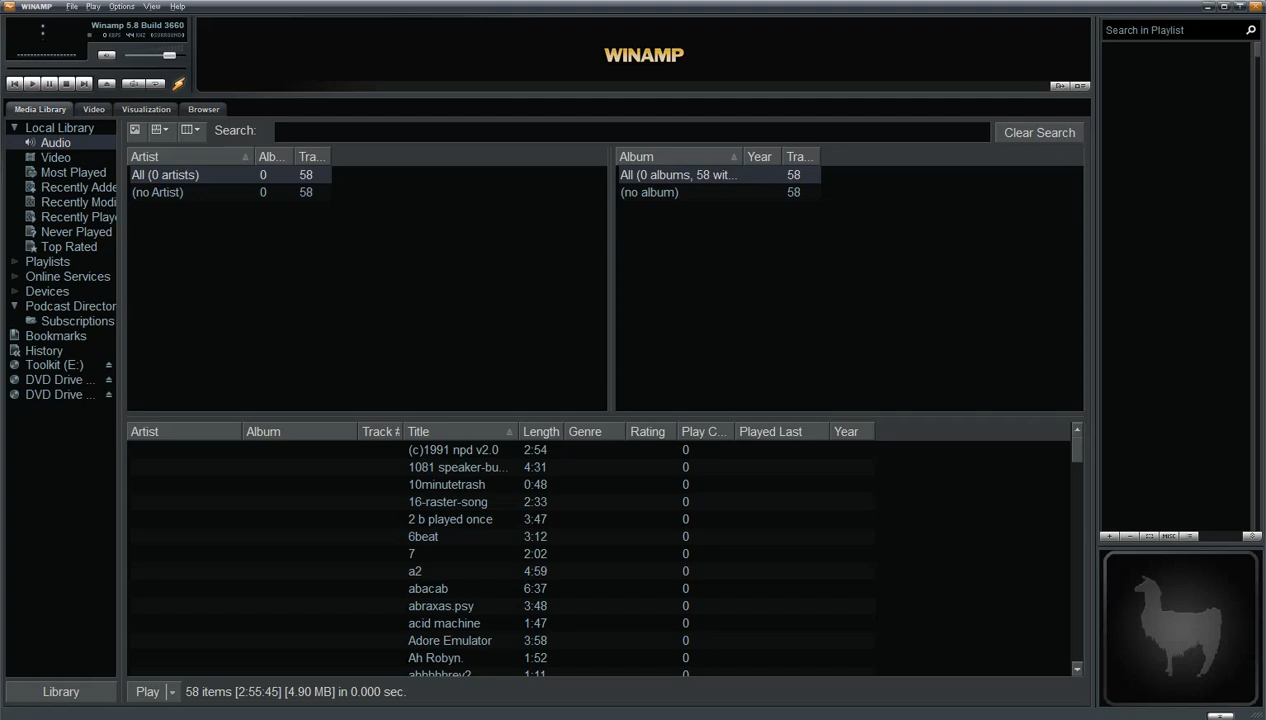 WINAMP File Play Options View Help
Winamp 5.8 Build 3660
0 KBPS 44 KHZ (SURROUND)
WINAMP
Search in Playlist
Media Library Video Visualization Browser
Local Library
Audio
Video
Most Played
Recently Adde
Recently Modi
Recently Playe
Never Played
Top Rated
Playlists
Online Services
Devices
Podcast Director
Subscriptions
Bookmarks
History
Toolkit (E:)
DVD Drive ...
DVD Drive ...
Library
Search: Clear Search
Artist Alb... Tra...
All (0 artists) 0 58
(no Artist) 0 58
Album Year Tra...
All (0 albums, 58 wit... 58
(no album) 58
Artist Album Track # Title Length Genre Rating Play C... Played Last Year
(c)1991 npd v2.0 2:54 0
1081 speaker-bu... 4:31 0
10minutetrash 0:48 0
16-raster-song 2:33 0
2 b played once 3:47 0
6beat 3:12 0
7 2:02 0
a2 4:59 0
abacab 6:37 0
abraxas.psy 3:48 0
acid machine 1:47 0
Adore Emulator 3:58 0
Ah Robyn. 1:52 0
Play 58 items [2:55:45] [4.90 MB] in 0.000 sec.
MISC